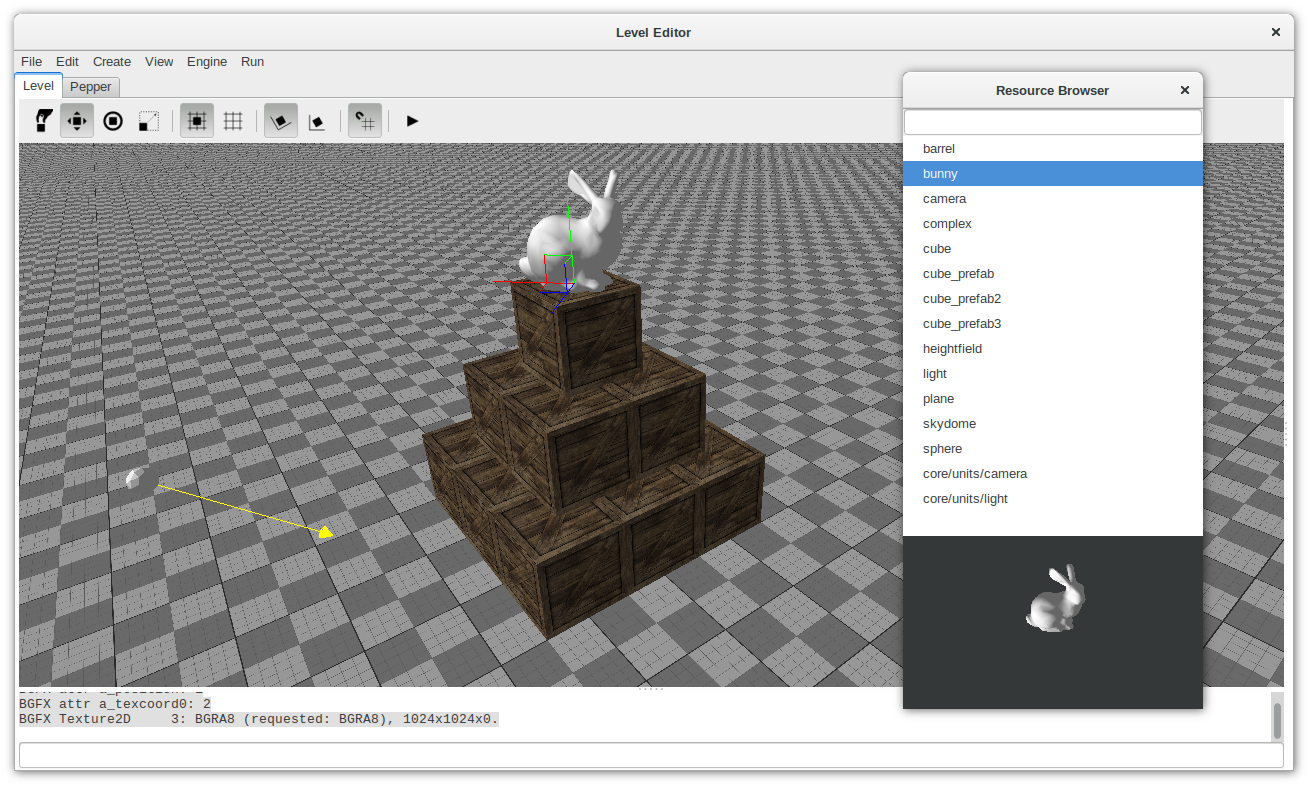 Level Editor
File Edit Create View Engine Run
Level Pepper
Resource Browser
barrel
bunny
camera
complex
cube
cube_prefab
cube_prefab2
cube_prefab3
heightfield
light
plane
skydome
sphere
core/units/camera
core/units/light
BGFX attr a_texcoord0: 2
BGFX Texture2D     3: BGRA8 (requested: BGRA8), 1024x1024x0.